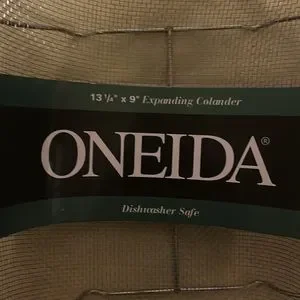 13 ¼" x 9" Expanding Colander
ONEIDA®
Dishwasher Safe